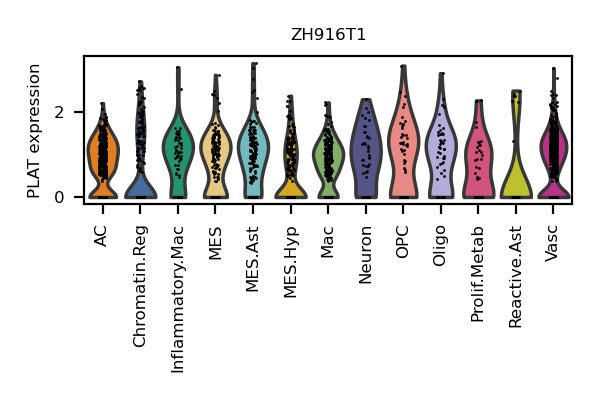 ZH916T1
PLAT expression
2
0
AC
Chromatin.Reg
Inflammatory.Mac
MES
MES.Ast
MES.Hyp
Mac
Neuron
OPC
Oligo
Prolif.Metab
Reactive.Ast
Vasc